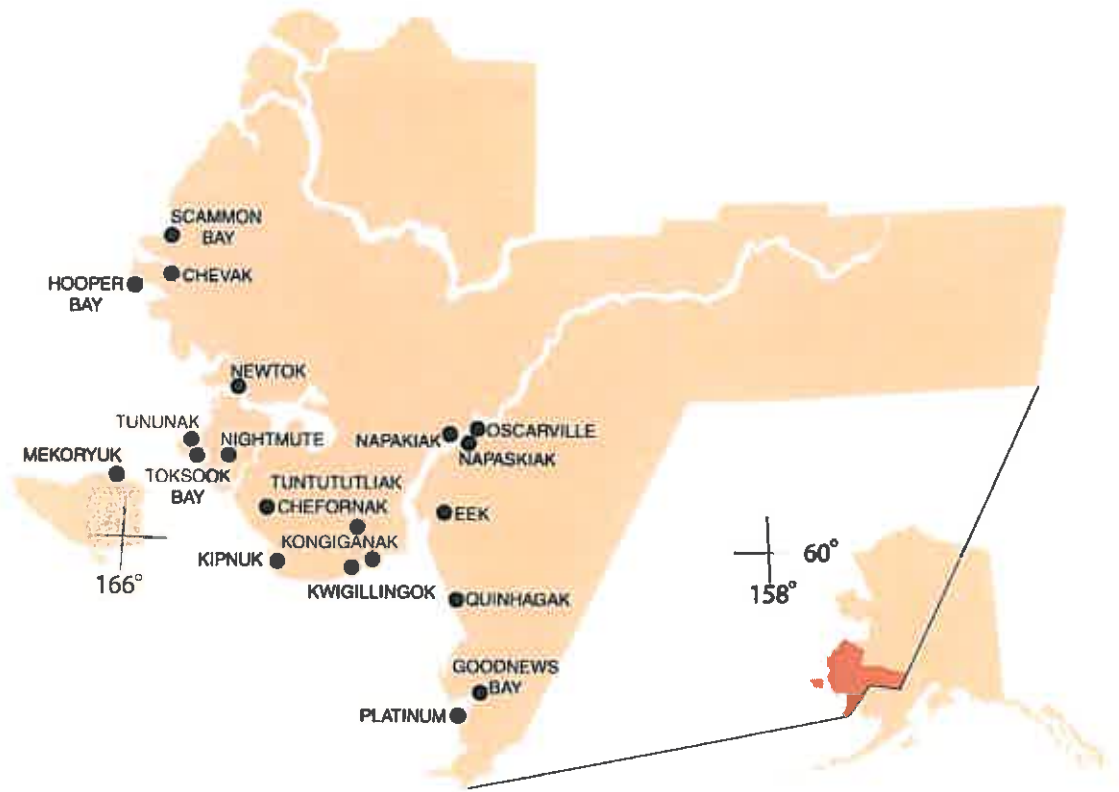 SCAMMON
BAY
CHEVAK
HOOPER
BAY
NEWTOK
TUNUNAK
NIGHTMUTE
MEKORYUK
TOKSOOK
BAY
NAPAKIAK
OSCARVILLE
NAPASKIAK
TUNTUTUTLIAK
CHEFORNAK
EEK
KONGIGANAK
KIPNUK
KWIGILLINGOK
166°
60°
158°
QUINHAGAK
GOODNEWS
BAY
PLATINUM